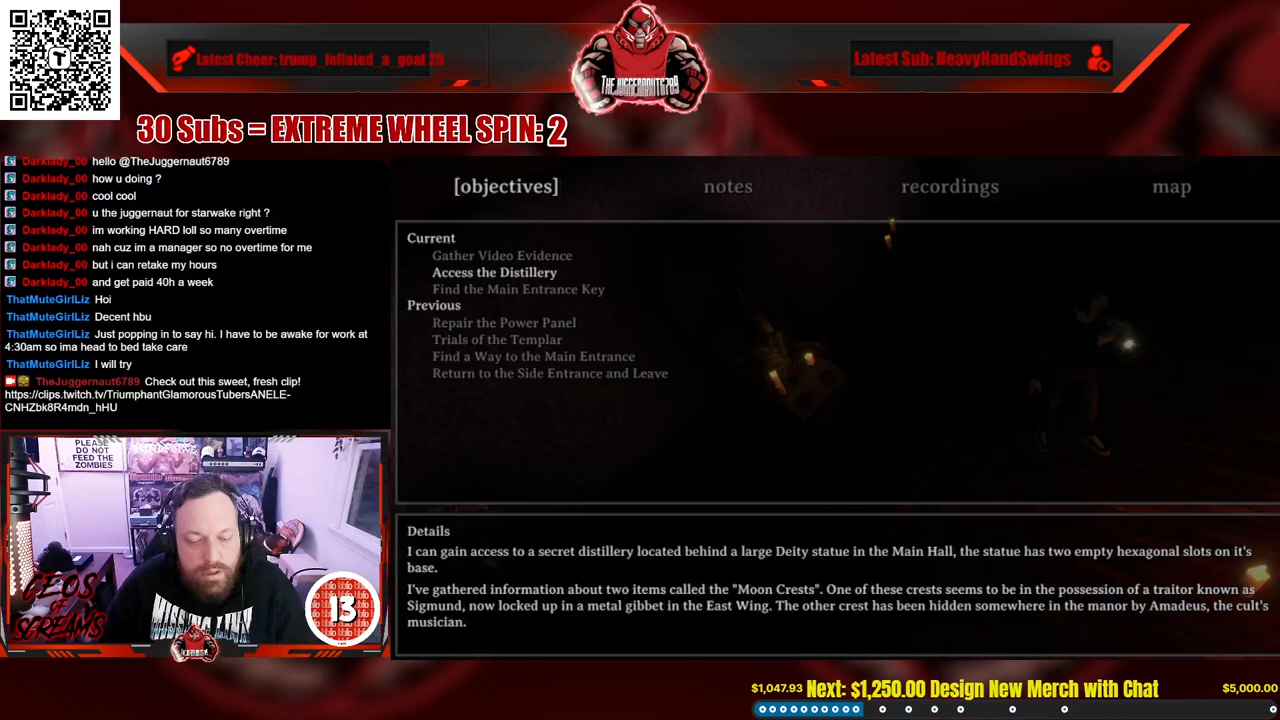 Latest Cheer: trump_fellated_a_goat 25
THEJUGGERNAUT6789
Latest Sub: HeavyHandSwings
30 Subs = EXTREME WHEEL SPIN: 2
Darklady_00 hello @TheJuggernaut6789
Darklady_00 how u doing ?
Darklady_00 cool cool
Darklady_00 u the juggernaut for starwake right ?
Darklady_00 im working HARD loll so many overtime
Darklady_00 nah cuz im a manager so no overtime for me
Darklady_00 but i can retake my hours
Darklady_00 and get paid 40h a week
ThatMuteGirlLiz Hoi
ThatMuteGirlLiz Decent hbu
ThatMuteGirlLiz Just popping in to say hi. I have to be awake for work at
4:30am so ima head to bed take care
ThatMuteGirlLiz I will try
TheJuggernaut6789 Check out this sweet, fresh clip!
https://clips.twitch.tv/TriumphantGlamorousTubersANELE-
CNHZbk8R4mdn_hHU
[objectives]
notes
recordings
map
Current
Gather Video Evidence
Access the Distillery
Find the Main Entrance Key
Previous
Repair the Power Panel
Trials of the Templar
Find a Way to the Main Entrance
Return to the Side Entrance and Leave
Details
I can gain access to a secret distillery located behind a large Deity statue in the Main Hall, the statue has two empty hexagonal slots on it's
base.
I've gathered information about two items called the "Moon Crests". One of these crests seems to be in the possession of a traitor known as
Sigmund, now locked up in a metal gibbet in the East Wing. The other crest has been hidden somewhere in the manor by Amadeus, the cult's
musician.
PLEASE
DO NOT
FEED THE
ZOMBIES
GEOS
OF
STREAMS
13
$1,047.93
Next: $1,250.00 Design New Merch with Chat
$5,000.00